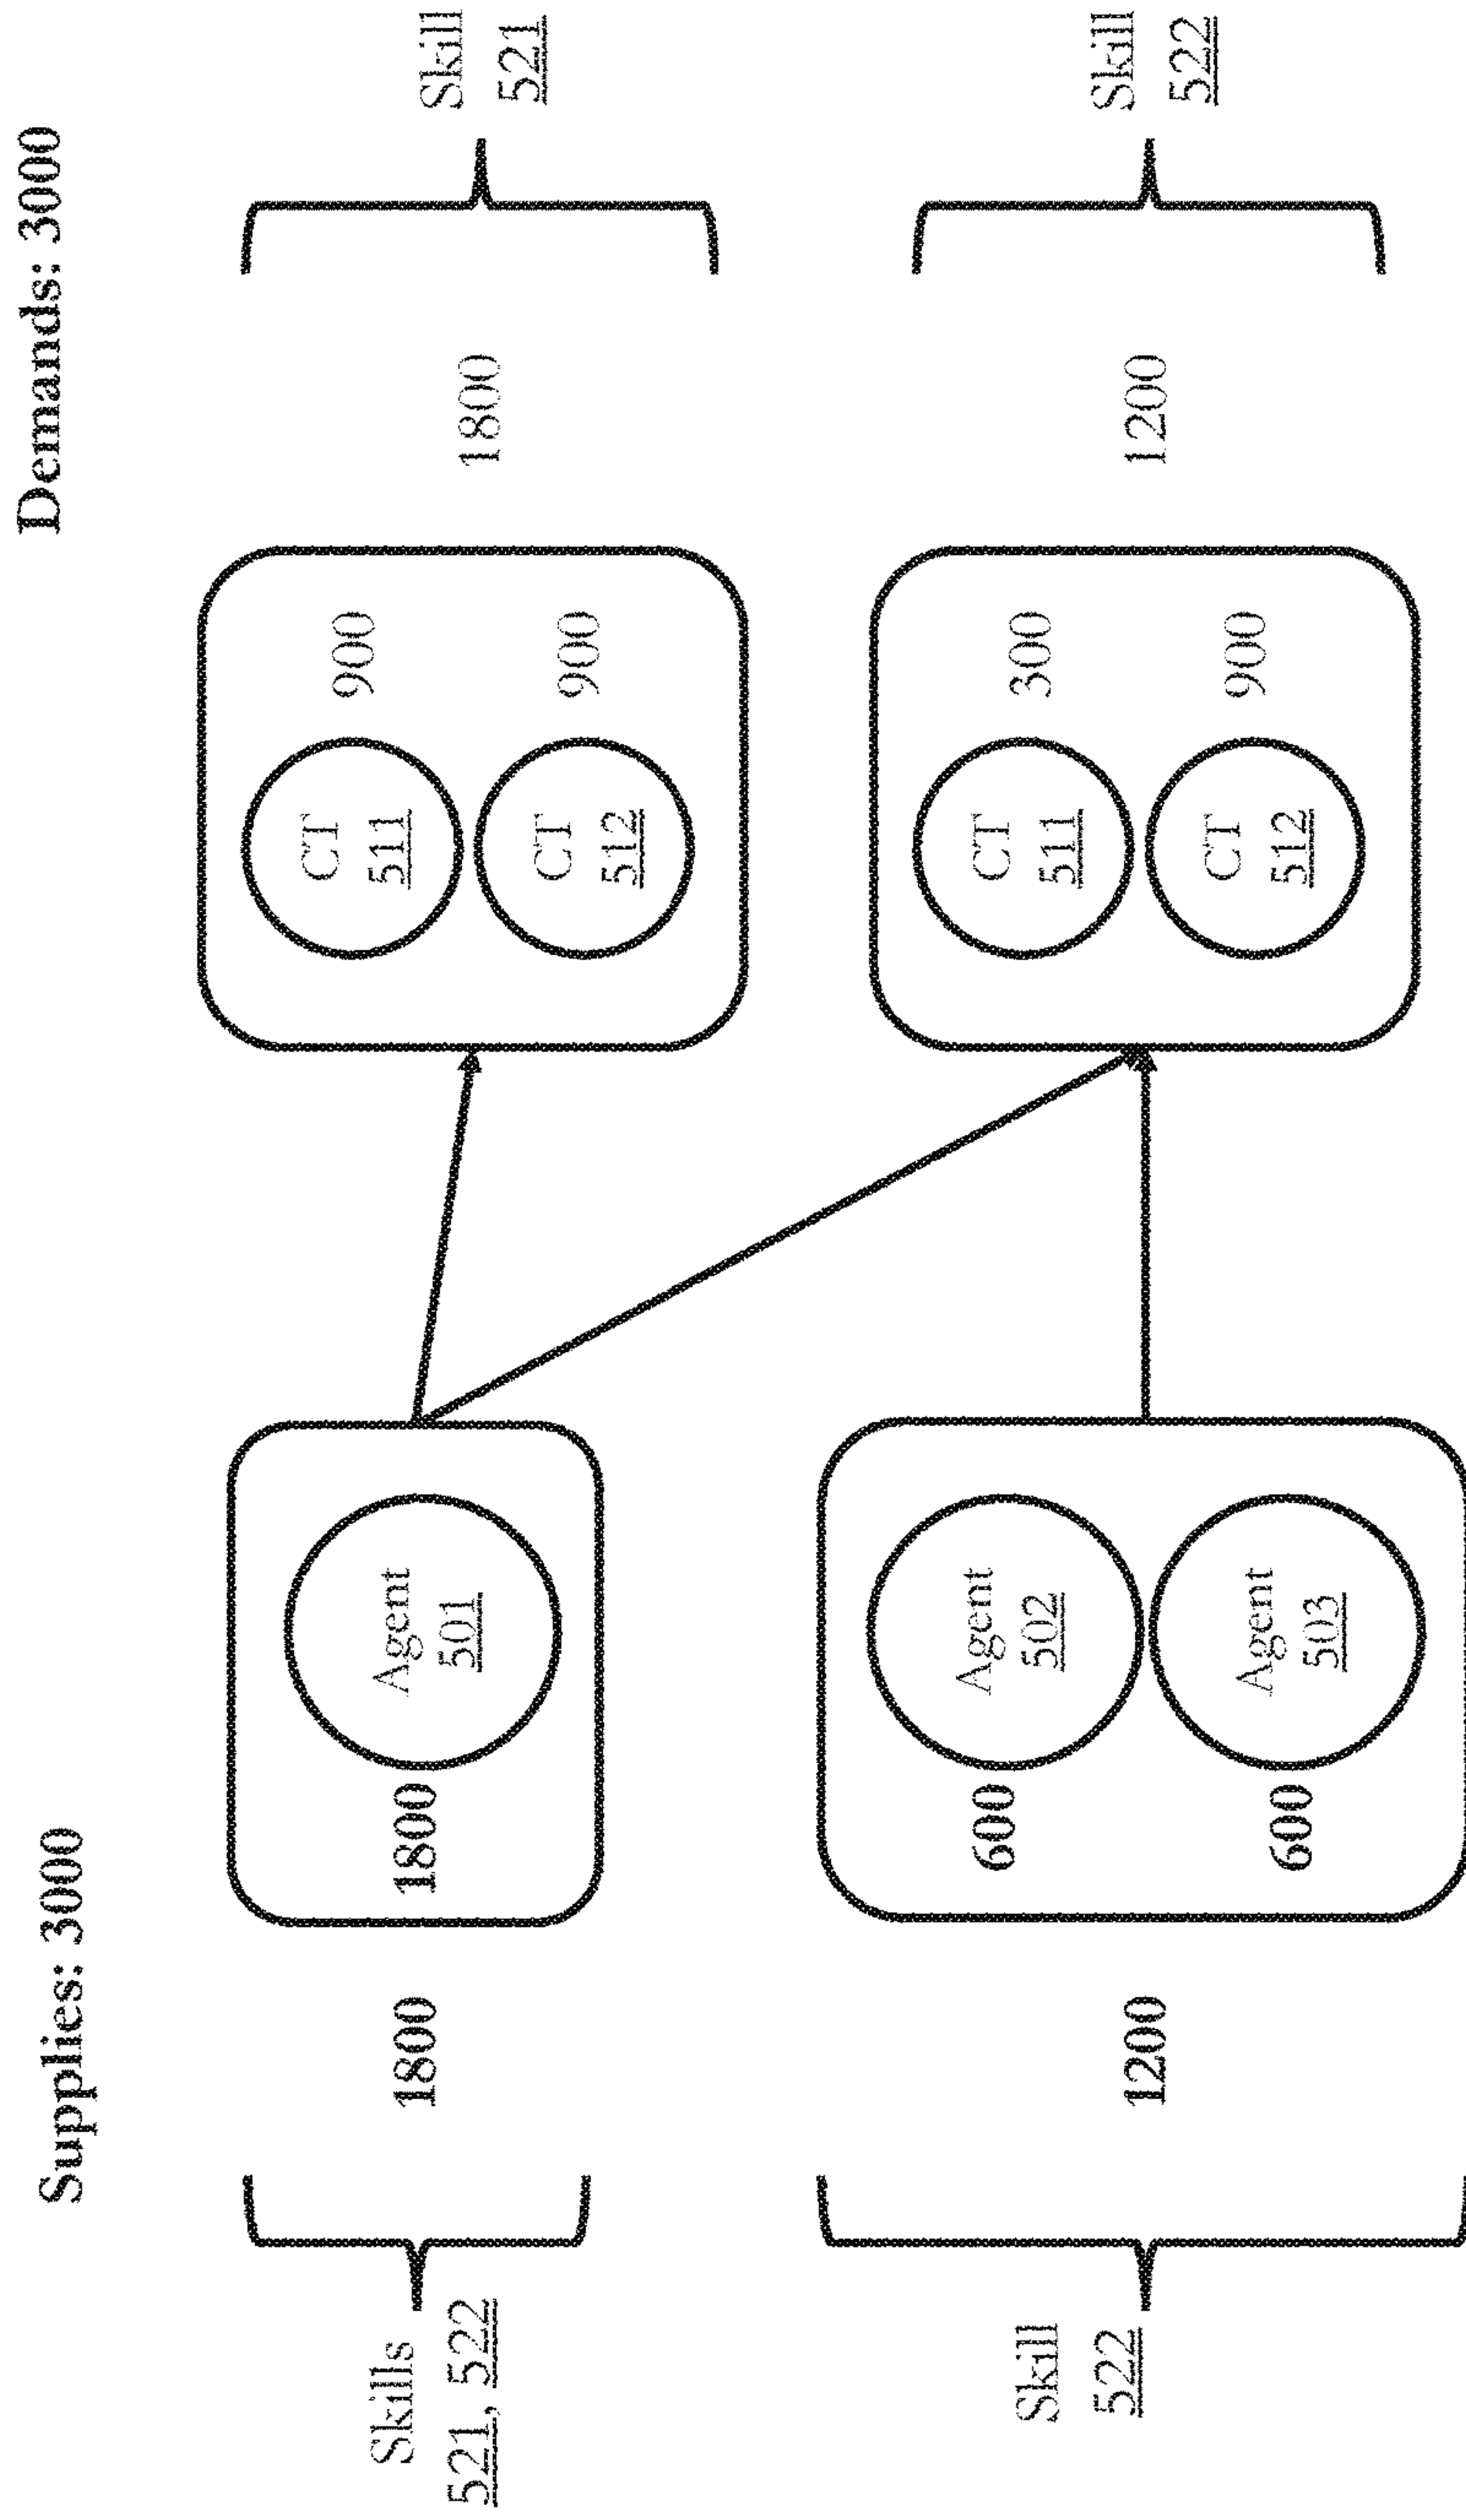 Supplies: 3000
Demands: 3000
Skills
521, 522
1800
1800
Agent
501
CT
511
900
CT
512
900
1800
Skill
521
Skill
522
1200
600
Agent
502
600
Agent
503
CT
511
300
CT
512
900
1200
Skill
522